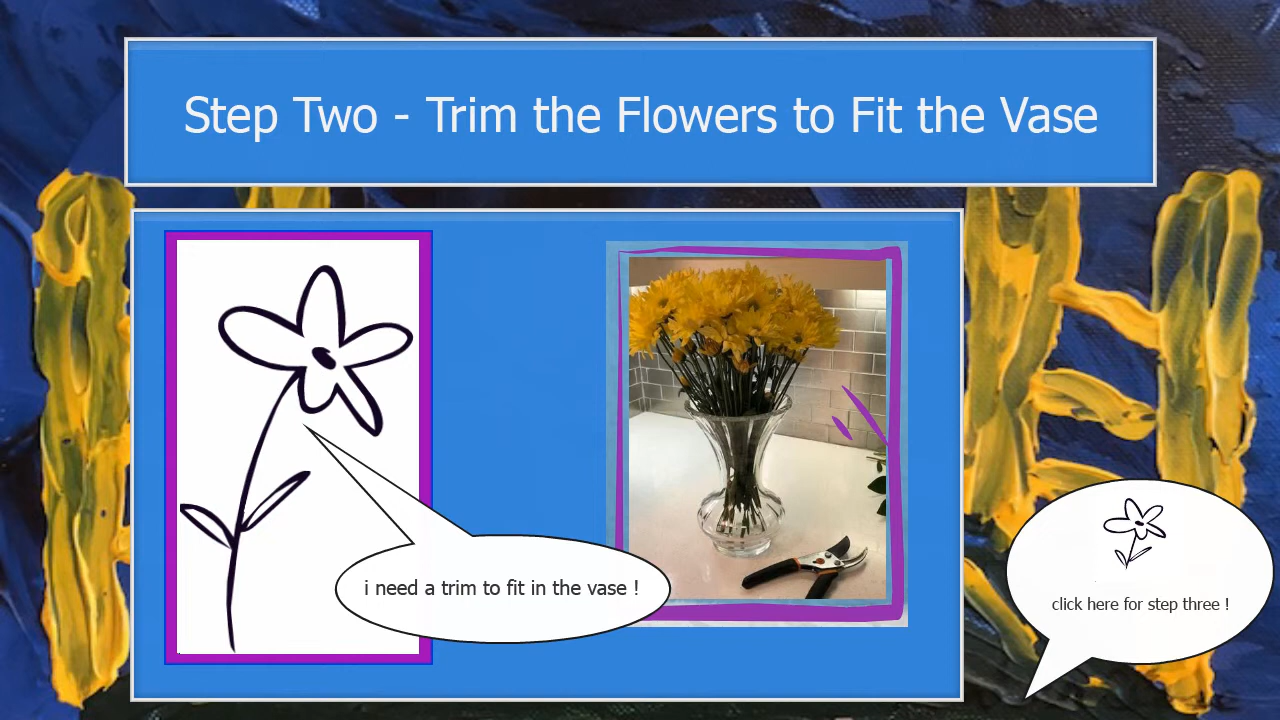 Step Two - Trim the Flowers to Fit the Vase
i need a trim to fit in the vase !
click here for step three !